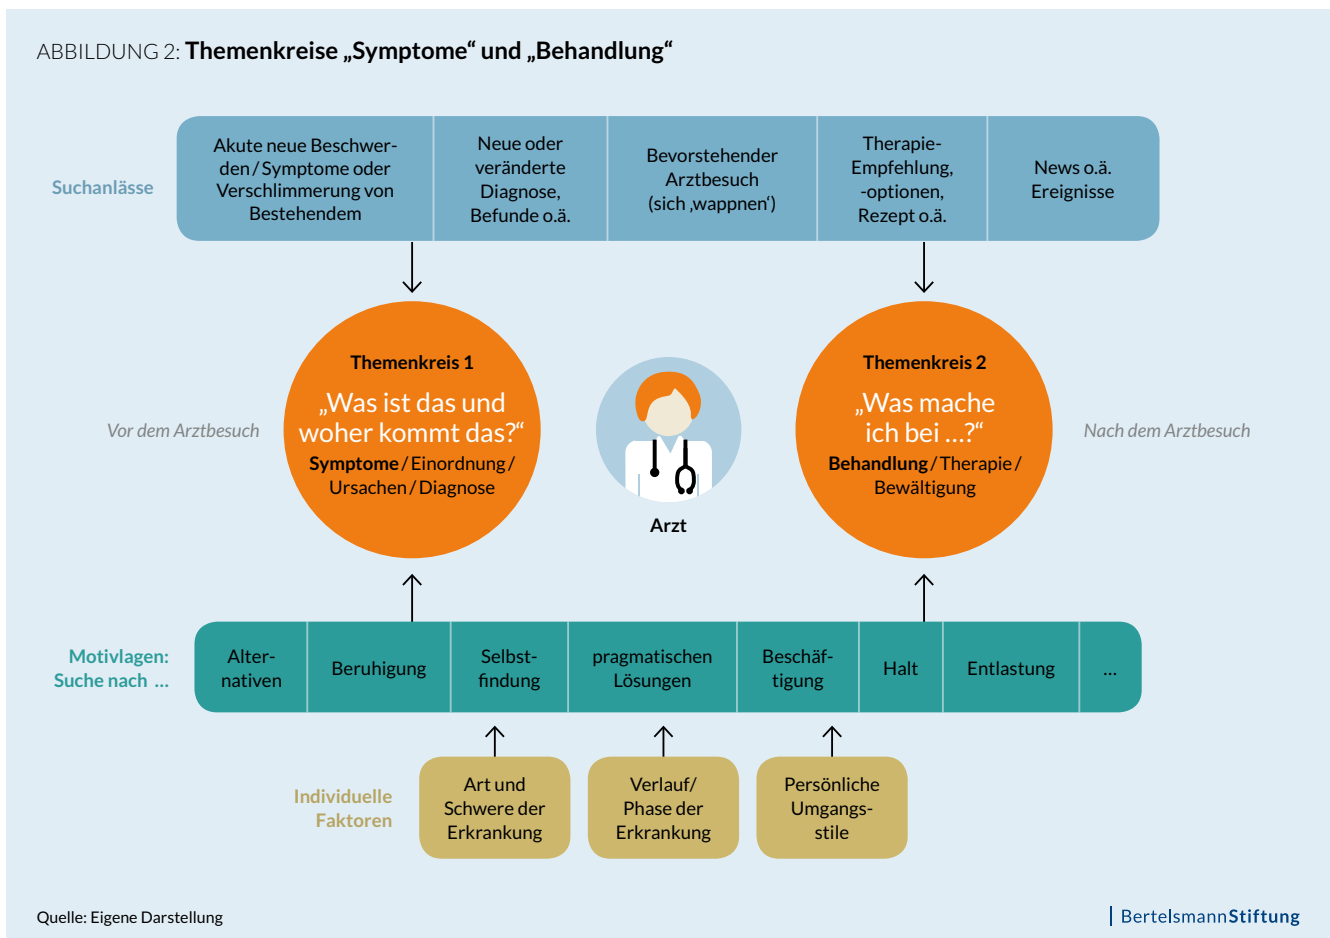 ABBILDUNG 2: Themenkreise „Symptome“ und „Behandlung“
Suchanlässe
Akute neue Beschwer-
den / Symptome oder
Verschlimmerung von
Bestehendem
Neue oder
veränderte
Diagnose,
Befunde o.ä.
Bevorstehender
Arztbesuch
(sich ‚wappnen‘)
Therapie-
Empfehlung,
-optionen,
Rezept o.ä.
News o.ä.
Ereignisse
Vor dem Arztbesuch
Themenkreis 1
„Was ist das und
woher kommt das?“
Symptome / Einordnung /
Ursachen / Diagnose
Arzt
Themenkreis 2
„Was mache
ich bei ...?“
Behandlung / Therapie /
Bewältigung
Nach dem Arztbesuch
Motivlagen:
Suche nach ...
Alter-
nativen
Beruhigung
Selbst-
findung
pragmatischen
Lösungen
Beschäf-
tigung
Halt
Entlastung
...
Individuelle
Faktoren
Art und
Schwere der
Erkrankung
Verlauf/
Phase der
Erkrankung
Persönliche
Umgangs-
stile
Quelle: Eigene Darstellung
BertelsmannStiftung